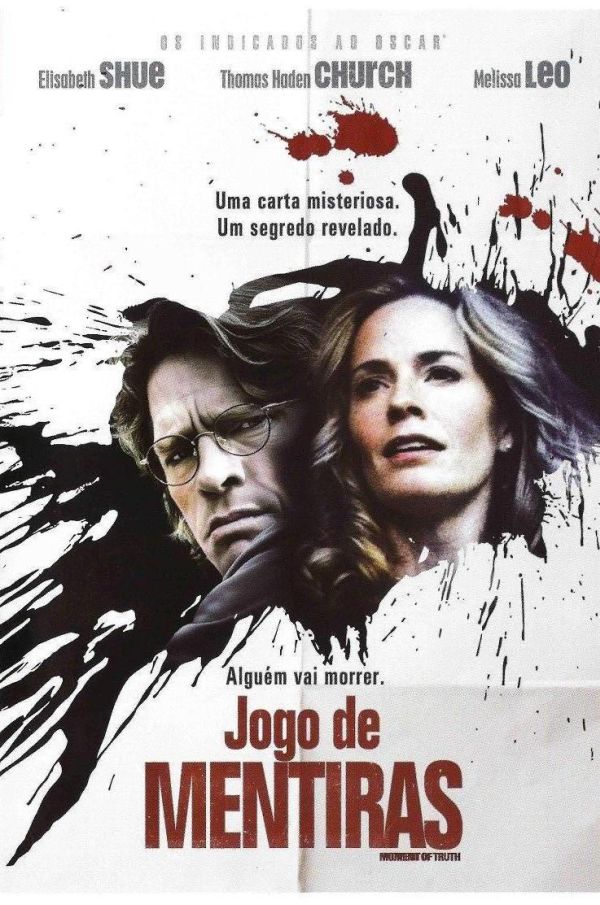 OS INDICADOS AO OSCAR®
Elisabeth SHUE Thomas Haden CHURCH Melissa LEO
Uma carta misteriosa.
Um segredo revelado.
Alguém vai morrer.
Jogo de
MENTIRAS
MOMENT OF TRUTH